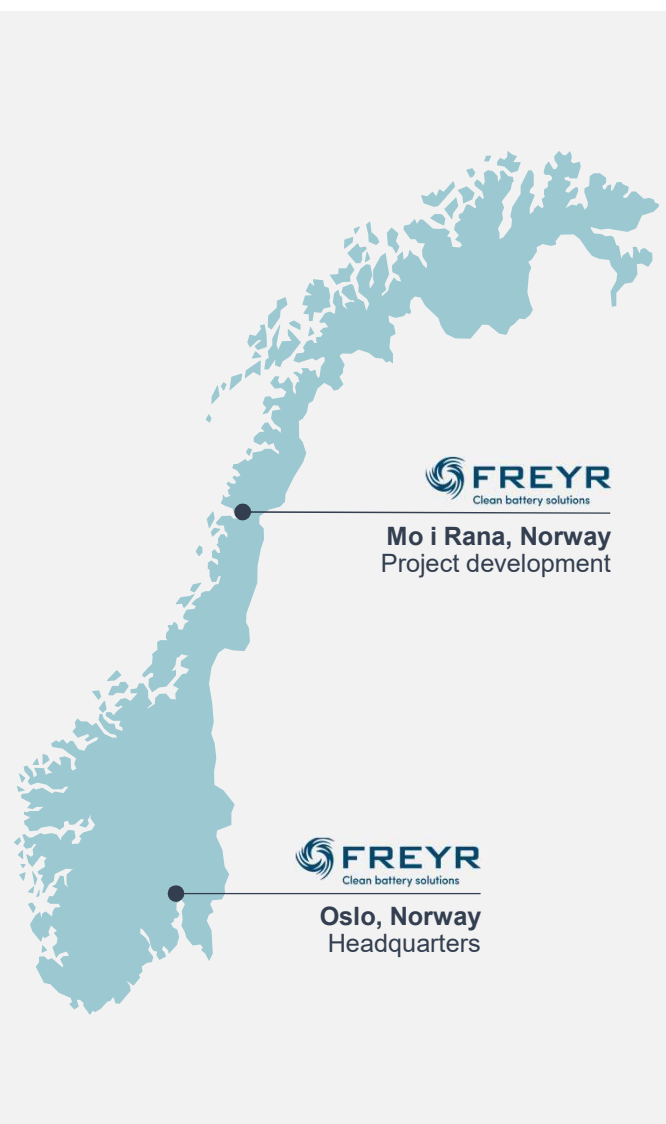 FREYR
Clean battery solutions
Mo i Rana, Norway
Project development
FREYR
Clean battery solutions
Oslo, Norway
Headquarters